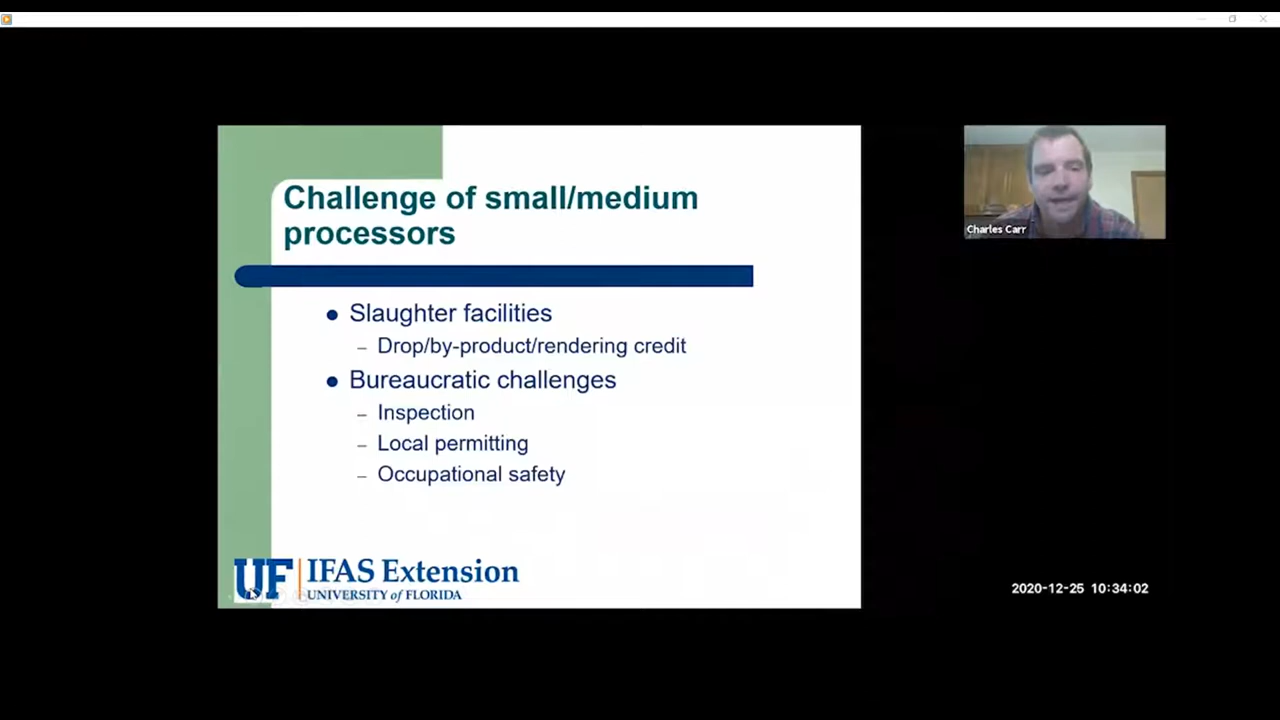 Challenge of small/medium
processors
Charles Carr
● Slaughter facilities
– Drop/by-product/rendering credit
● Bureaucratic challenges
– Inspection
– Local permitting
– Occupational safety
UF IFAS Extension
UNIVERSITY of FLORIDA
2020-12-25 10:34:02